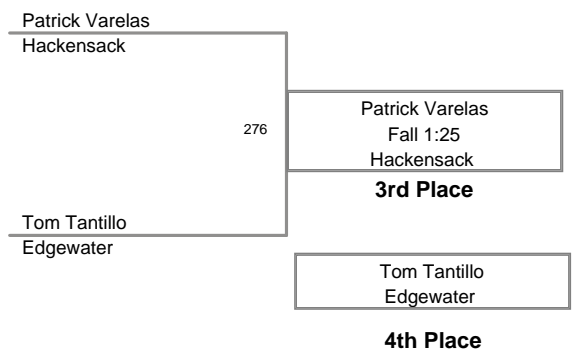 Patrick Varelas
Hackensack
276
Patrick Varelas
Fall 1:25
Hackensack
3rd Place
Tom Tantillo
Edgewater
Tom Tantillo
Edgewater
4th Place